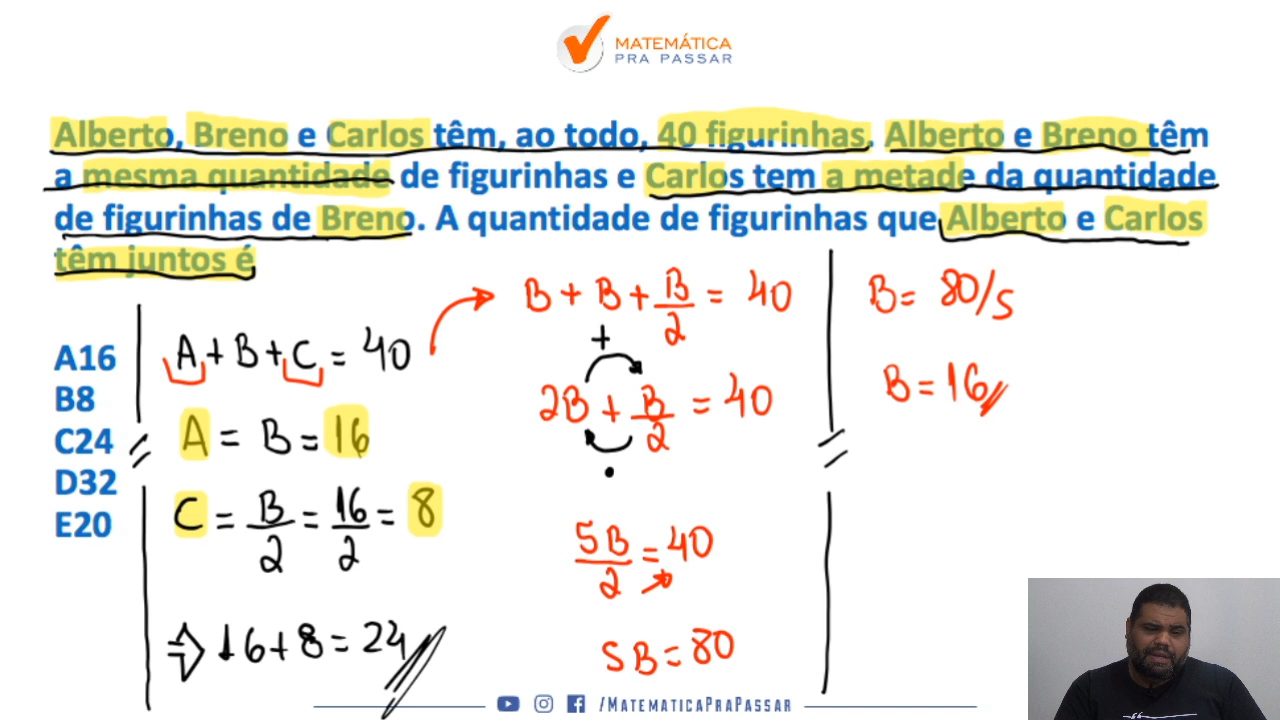 MATEMÁTICA
PRA PASSAR
Alberto, Breno e Carlos têm, ao todo, 40 figurinhas. Alberto e Breno têm
a mesma quantidade de figurinhas e Carlos tem a metade da quantidade
de figurinhas de Breno. A quantidade de figurinhas que Alberto e Carlos
têm juntos é
A16
B8
C24
D32
E20
A + B + C = 40
A = B = 16
C = B/2 = 16/2 = 8
⇒ 16 + 8 = 24
B + B + B/2 = 40
+
2B + B/2 = 40
•
5B/2 = 40
5B = 80
B = 80/5
B = 16
/MatematicaPraPassar